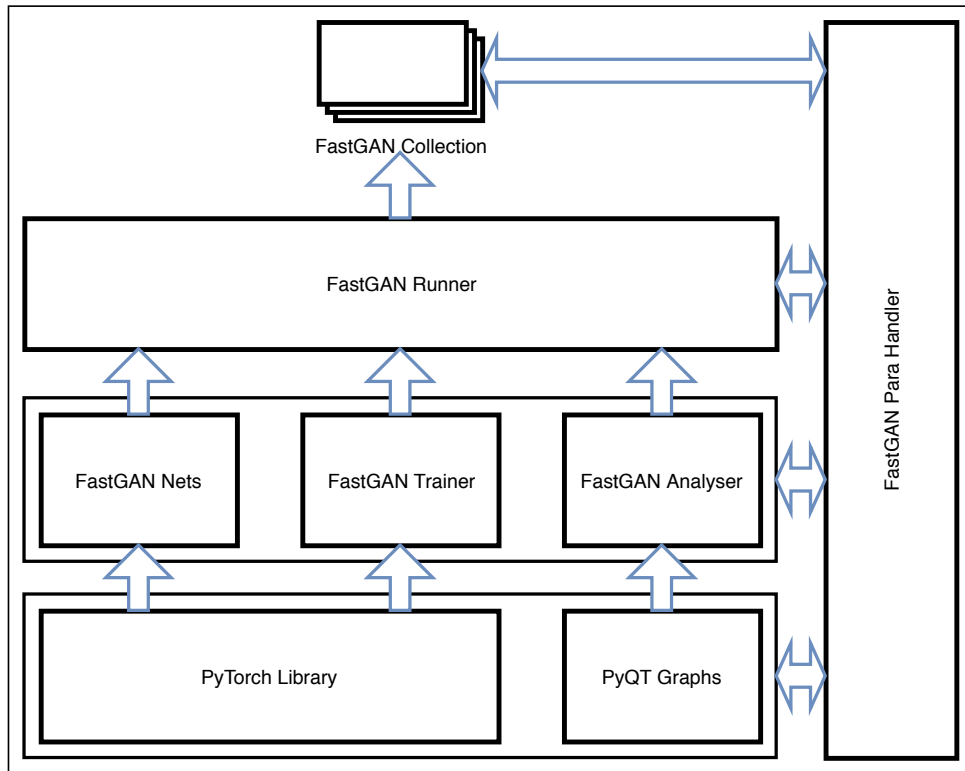 FastGAN Collection
FastGAN Runner
FastGAN Para Handler
FastGAN Nets
FastGAN Trainer
FastGAN Analyser
PyTorch Library
PyQT Graphs